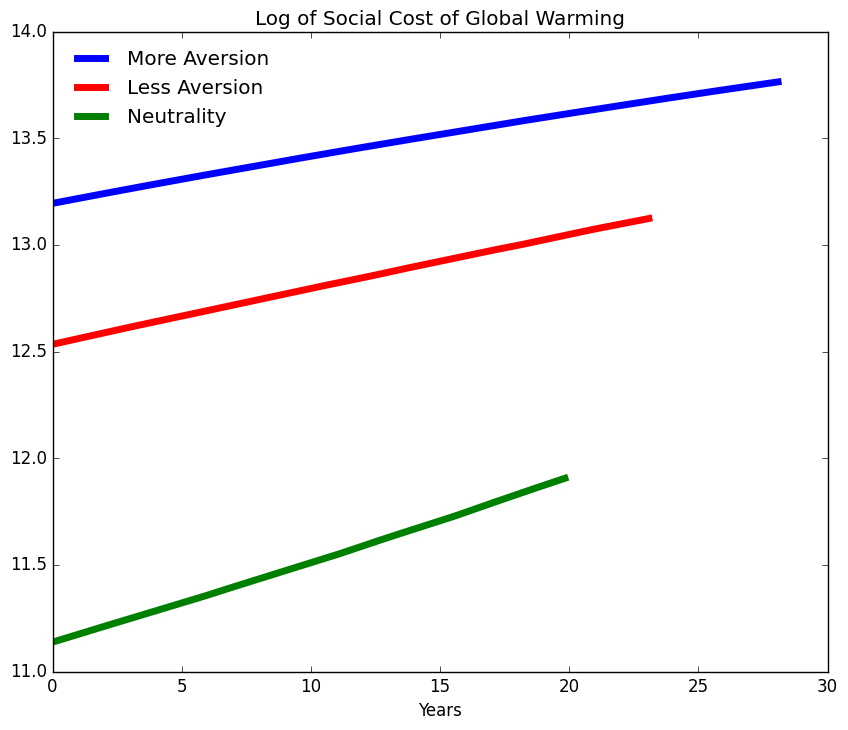 Log of Social Cost of Global Warming
14.0
More Aversion
Less Aversion
Neutrality
13.5
13.0
12.5
12.0
11.5
11.0
0 5 10 15 20 25 30
Years